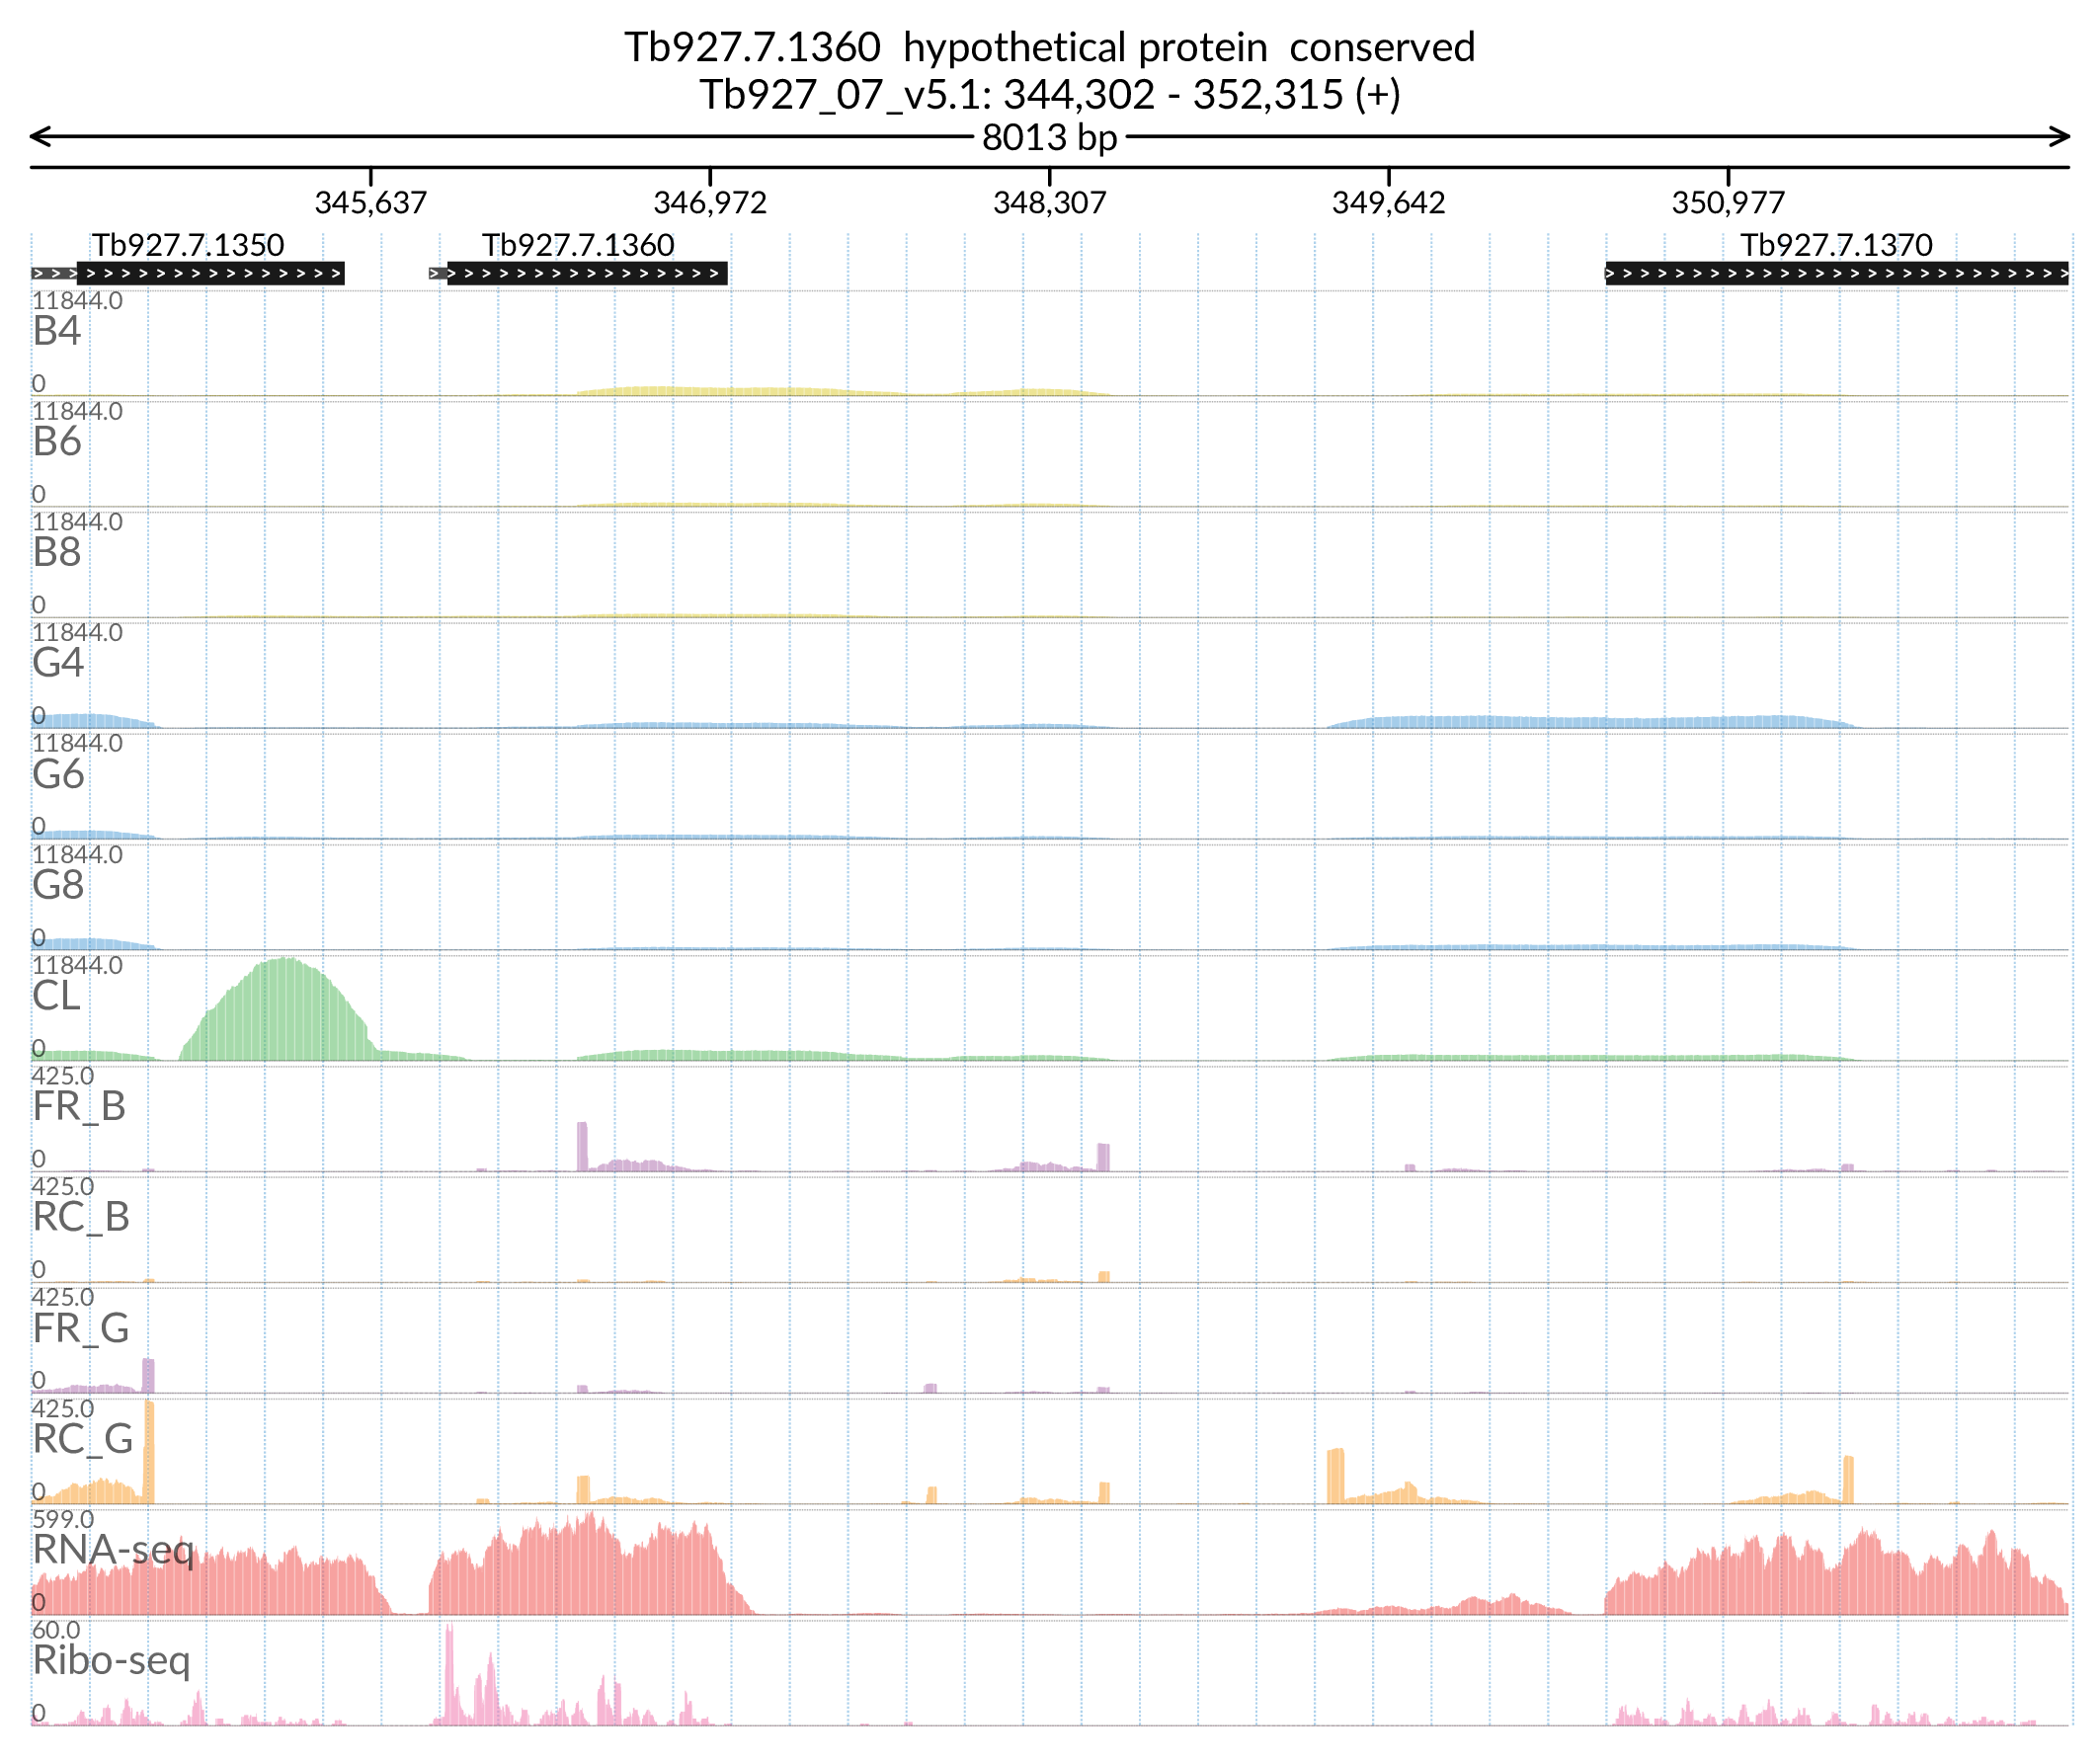 Tb927.7.1360 hypothetical protein conserved
Tb927_07_v5.1: 344,302 - 352,315 (+)
8013 bp
345,637 346,972 348,307 349,642 350,977
Tb927.7.1350 Tb927.7.1360 Tb927.7.1370
11844.0
B4
0
11844.0
B6
0
11844.0
B8
0
11844.0
G4
0
11844.0
G6
0
11844.0
G8
0
11844.0
CL
0
425.0
FR_B
0
425.0
RC_B
0
425.0
FR_G
0
425.0
RC_G
0
599.0
RNA-seq
0
60.0
Ribo-seq
0